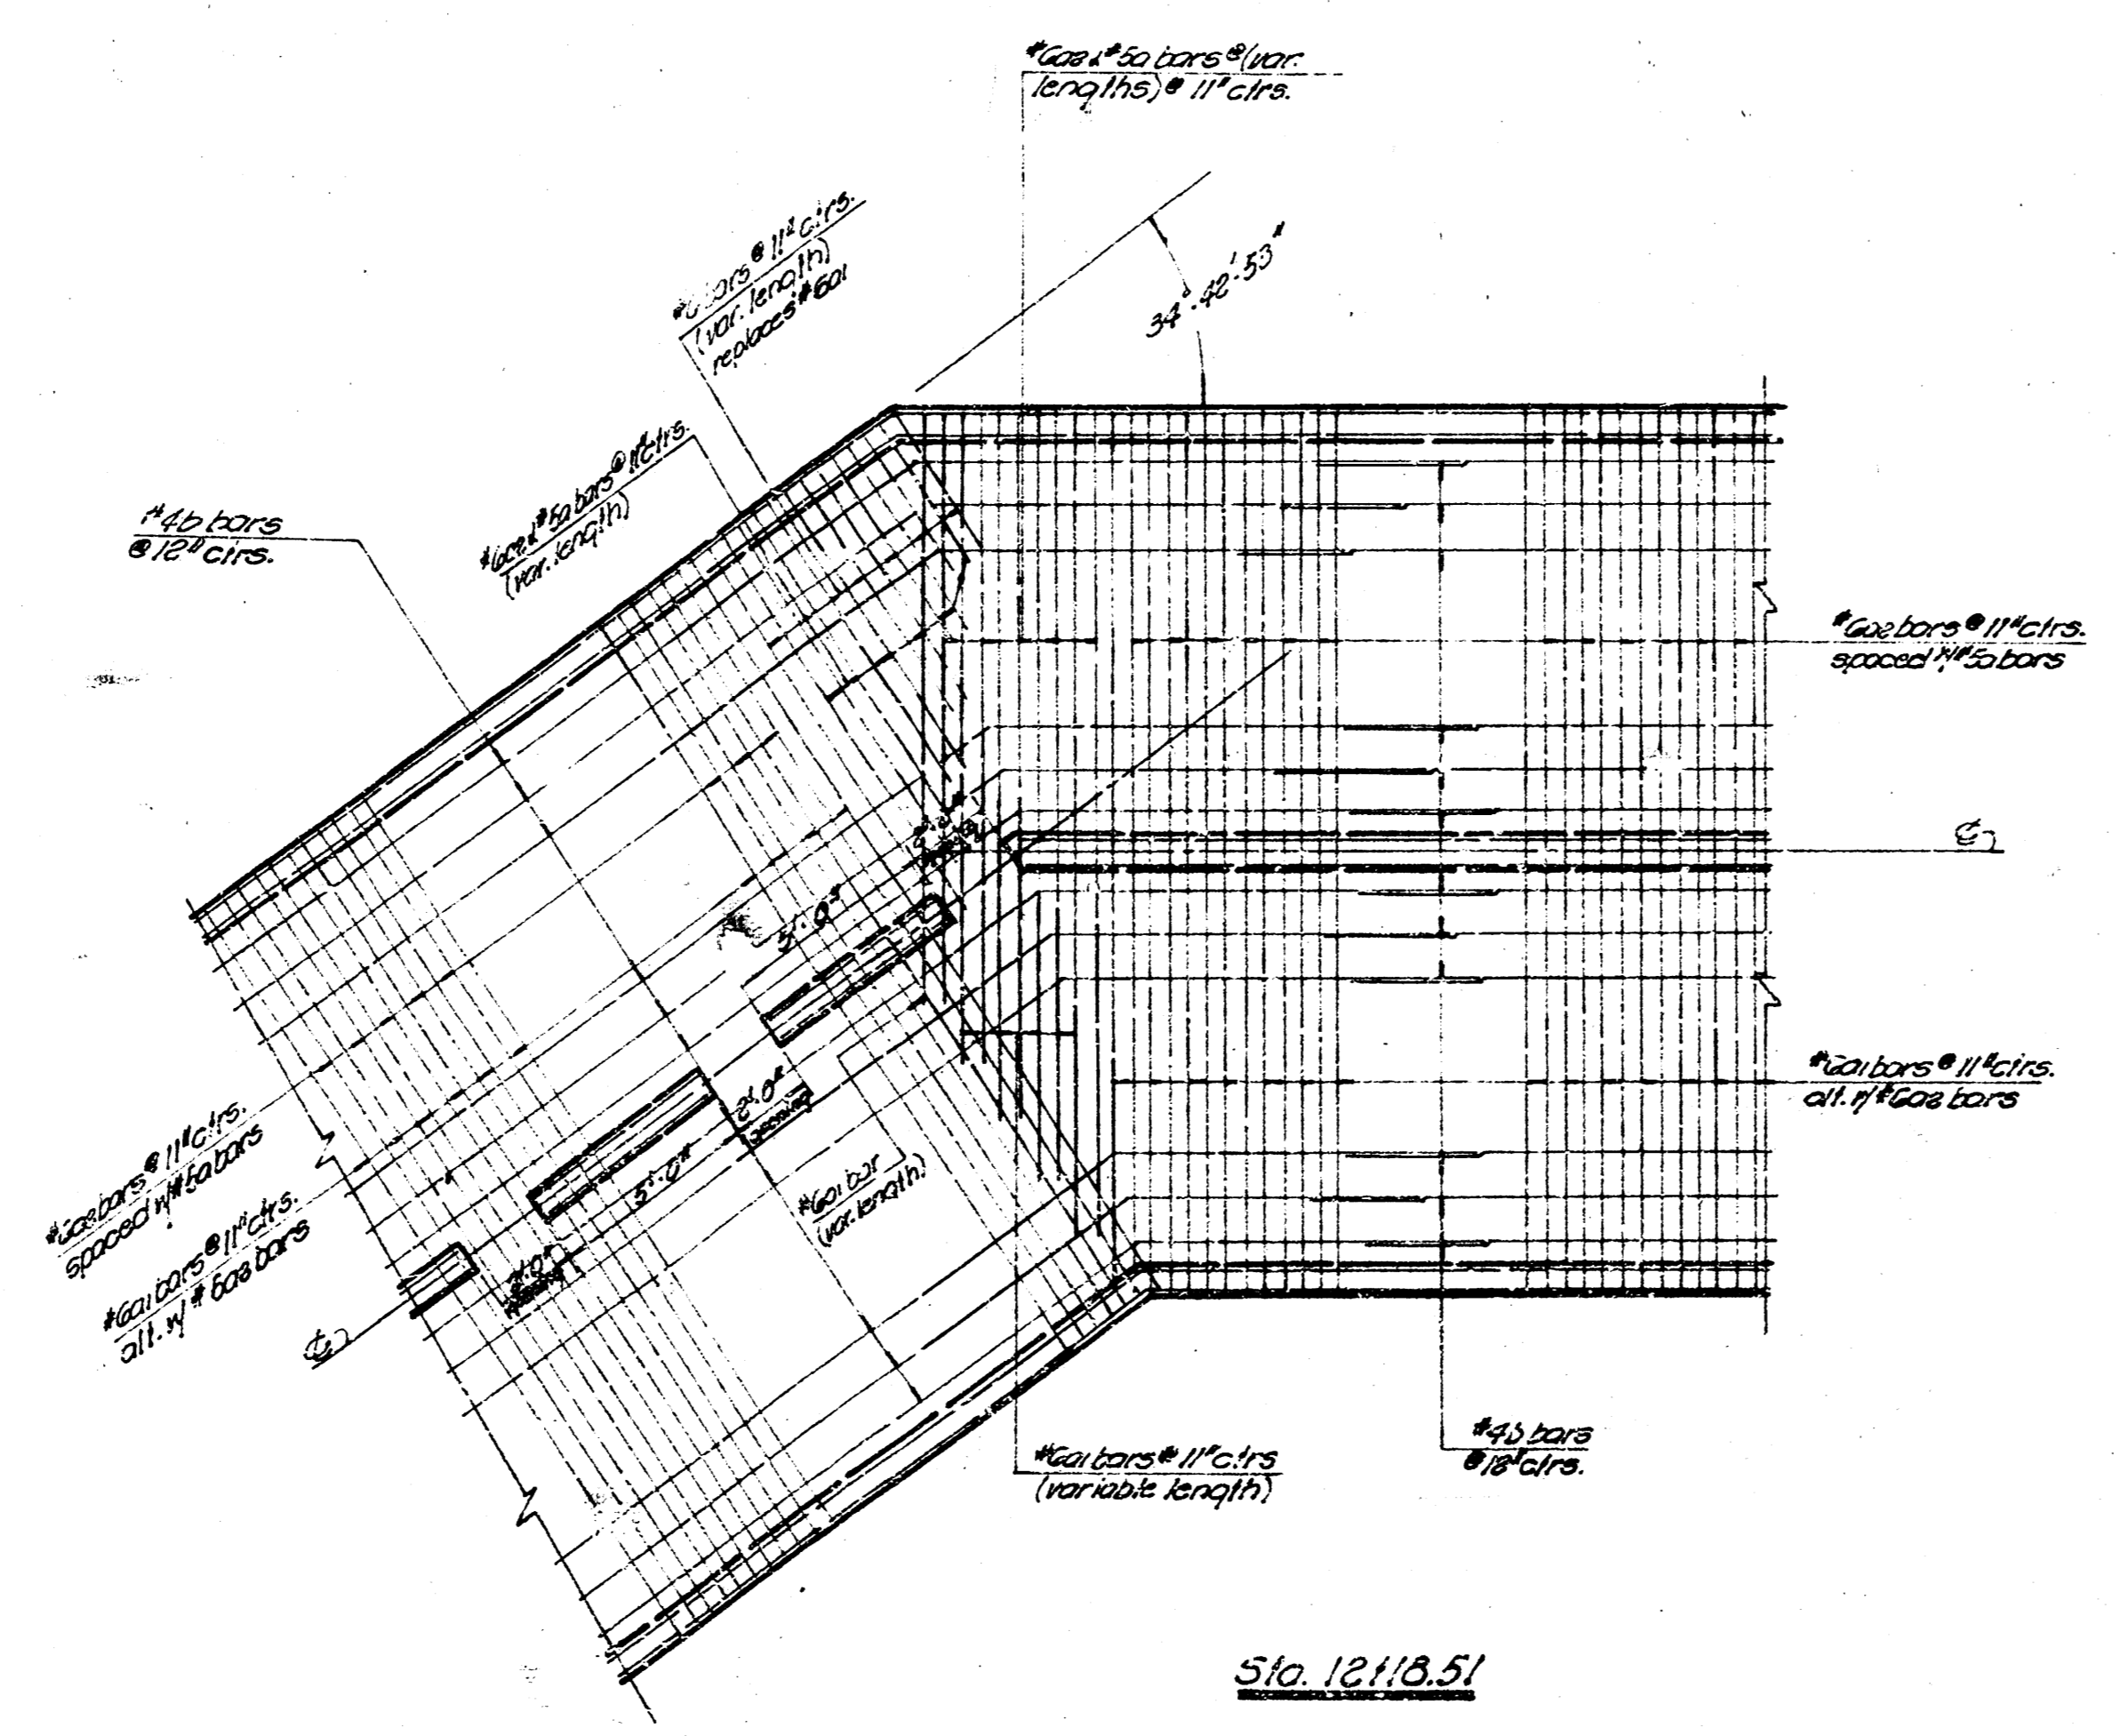 #6a2 & #5a bars @ (var.
lengths) @ 11" ctrs.
bars @ 11" ctrs.
(var. length)
replaces #6a1
34°-42'-53"
#6a2 & #5a bars @ 11" ctrs.
(var. length)
#4b bars
@ 12" ctrs.
#6a2 bars @ 11" ctrs.
spaced w/ #5a bars
℄
5'-0"
2'-0"
opening
5'-0"
#6a1 bar
(var. length)
#6a1 bars @ 11" ctrs.
alt. w/ #6a2 bars
#6a2 bars @ 11" ctrs.
spaced w/ #5a bars
#6a1 bars @ 11" ctrs.
alt. w/ # 6a2 bars
℄
#6a1 bars @ 11" ctrs
(variable length)
#4b bars
ctrs.
Sta. 12+18.51